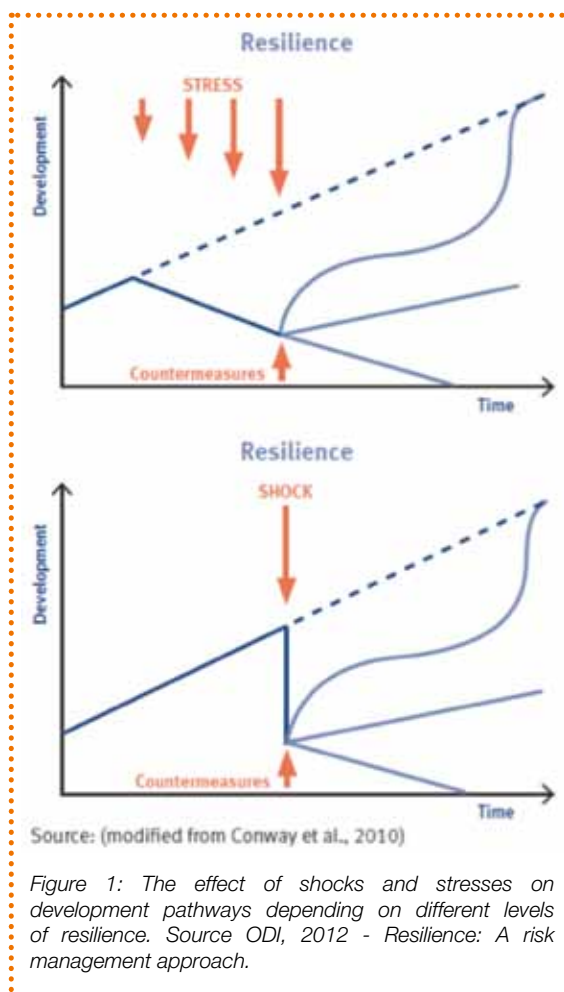 Resilience
STRESS
Development
Countermeasures
Time
Resilience
SHOCK
Development
Countermeasures
Time
Source: (modified from Conway et al., 2010)
Figure 1: The effect of shocks and stresses on
development pathways depending on different levels
of resilience. Source ODI, 2012 - Resilience: A risk
management approach.